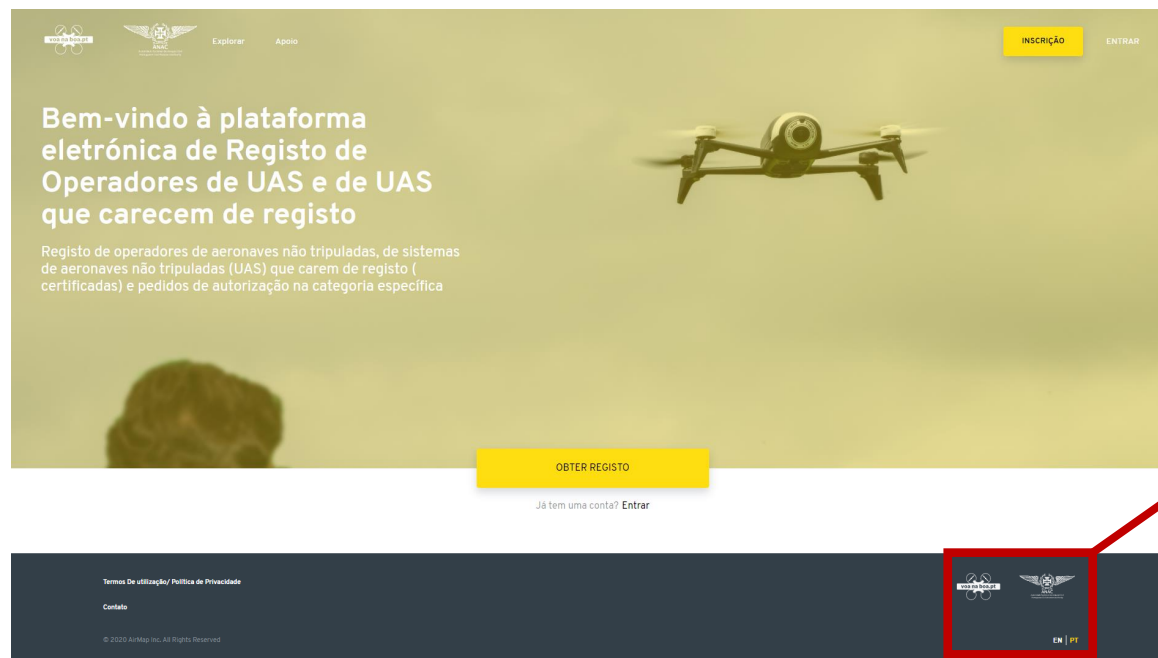 voa na boa.pt
ANAC
Explorar
Apoio
INSCRIÇÃO
ENTRAR
Bem-vindo à plataforma
eletrónica de Registo de
Operadores de UAS e de UAS
que carecem de registo
Registo de operadores de aeronaves não tripuladas, de sistemas
de aeronaves não tripuladas (UAS) que carem de registo (
certificadas) e pedidos de autorização na categoria específica
OBTER REGISTO
Já tem uma conta? Entrar
Termos De utilização/ Política de Privacidade
Contato
© 2020 AirMap Inc. All Rights Reserved
voa na boa.pt
ANAC
EN | PT